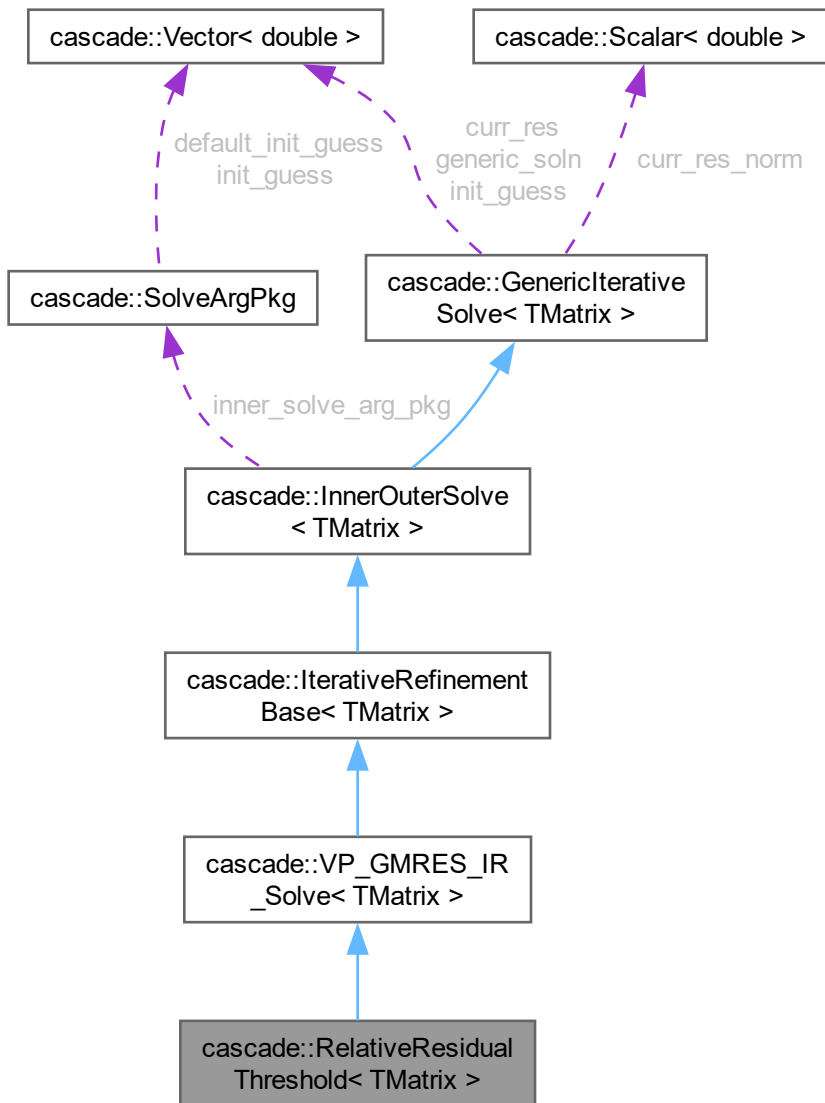 cascade::Vector< double >
cascade::Scalar< double >
default_init_guess
init_guess
curr_res
generic_soln
init_guess
curr_res_norm
cascade::SolveArgPkg
cascade::GenericIterative
Solve< TMatrix >
inner_solve_arg_pkg
cascade::InnerOuterSolve
< TMatrix >
cascade::IterativeRefinement
Base< TMatrix >
cascade::VP_GMRES_IR
_Solve< TMatrix >
cascade::RelativeResidual
Threshold< TMatrix >